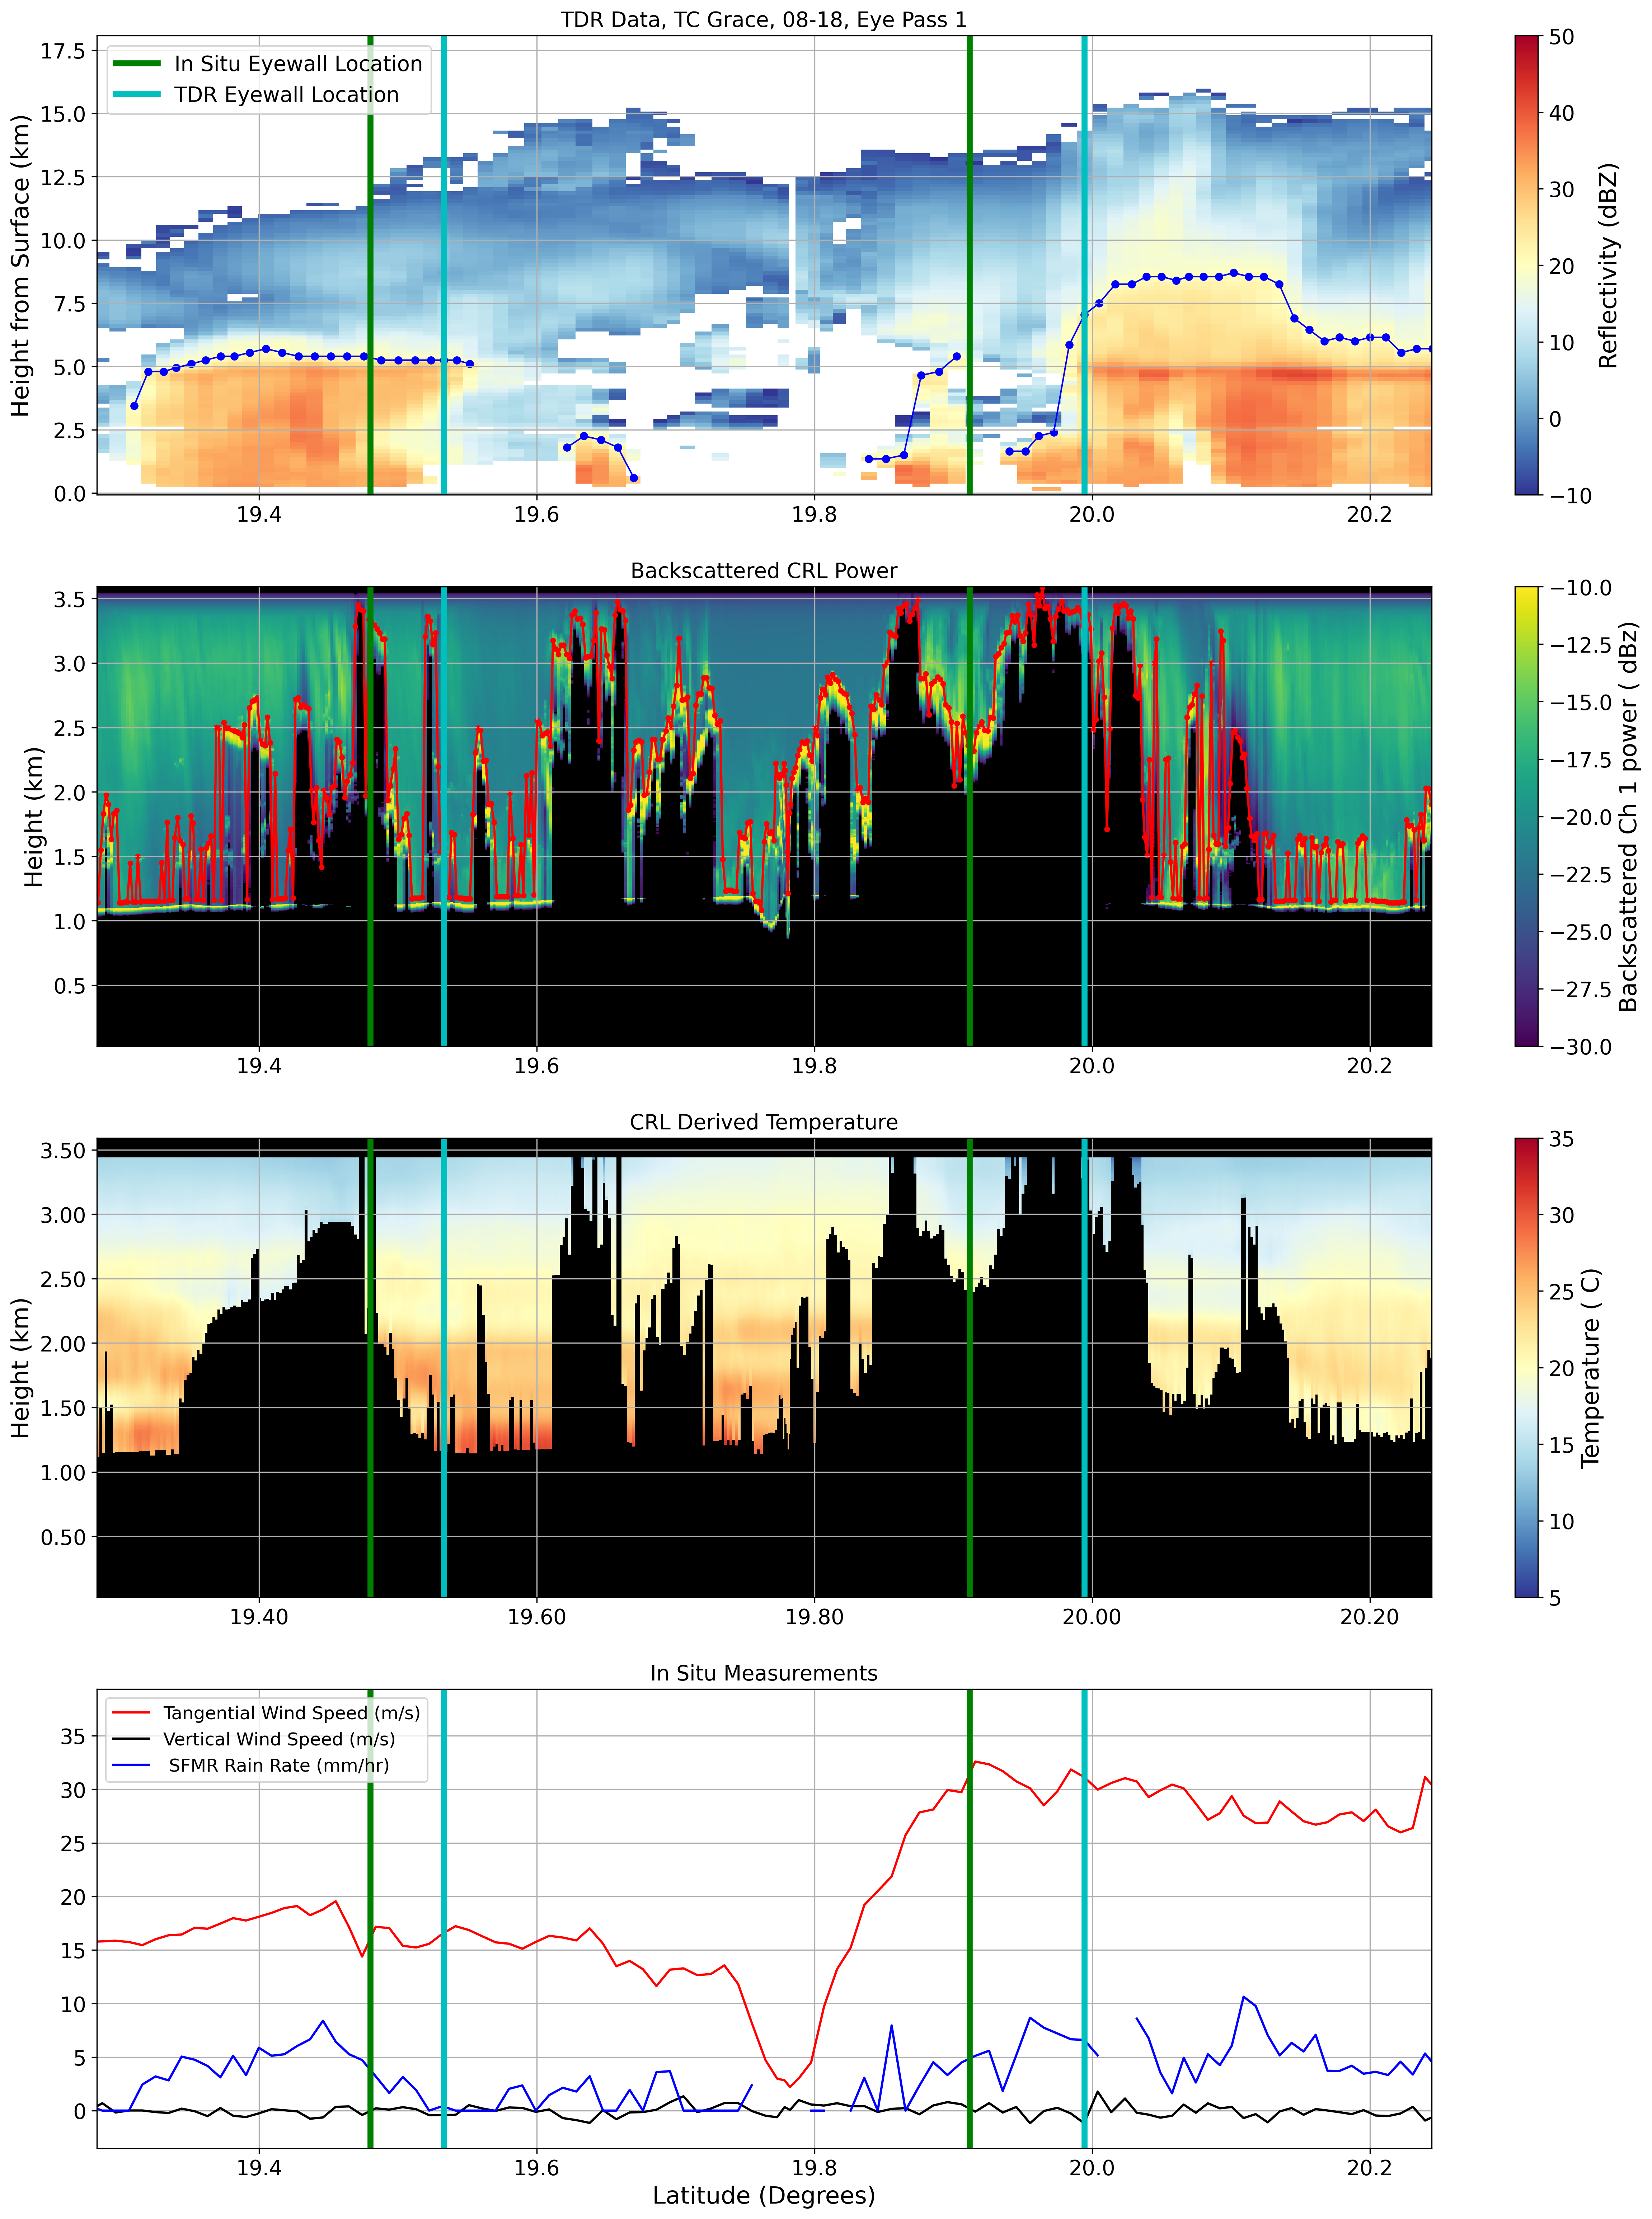 TDR Data, TC Grace, 08-18, Eye Pass 1
In Situ Eyewall Location
TDR Eyewall Location
Height from Surface (km)
17.5
15.0
12.5
10.0
7.5
5.0
2.5
0.0
19.4 19.6 19.8 20.0 20.2
50
40
30
20
10
0
−10
Reflectivity (dBZ)
Backscattered CRL Power
Height (km)
3.5
3.0
2.5
2.0
1.5
1.0
0.5
19.4 19.6 19.8 20.0 20.2
−10.0
−12.5
−15.0
−17.5
−20.0
−22.5
−25.0
−27.5
−30.0
Backscattered Ch 1 power ( dBz)
CRL Derived Temperature
Height (km)
3.50
3.00
2.50
2.00
1.50
1.00
0.50
19.40 19.60 19.80 20.00 20.20
35
30
25
20
15
10
5
Temperature ( C)
In Situ Measurements
Tangential Wind Speed (m/s)
Vertical Wind Speed (m/s)
SFMR Rain Rate (mm/hr)
35
30
25
20
15
10
5
0
19.4 19.6 19.8 20.0 20.2
Latitude (Degrees)